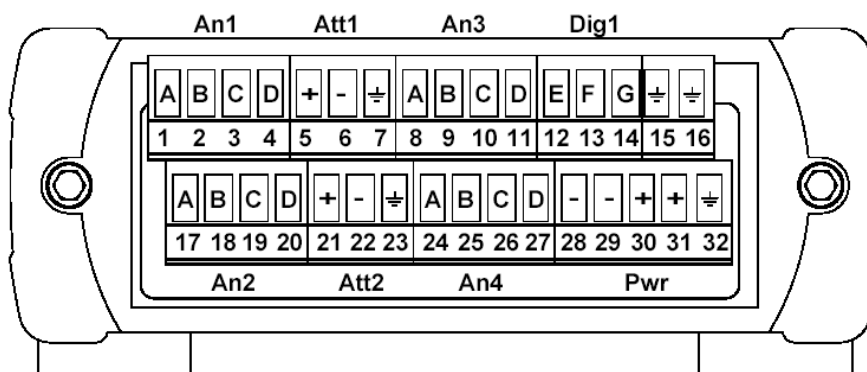 An1 Att1 An3 Dig1
A B C D + - ⏚ A B C D E F G ⏚ ⏚
1 2 3 4 5 6 7 8 9 10 11 12 13 14 15 16
A B C D + - ⏚ A B C D - - + + ⏚
17 18 19 20 21 22 23 24 25 26 27 28 29 30 31 32
An2 Att2 An4 Pwr